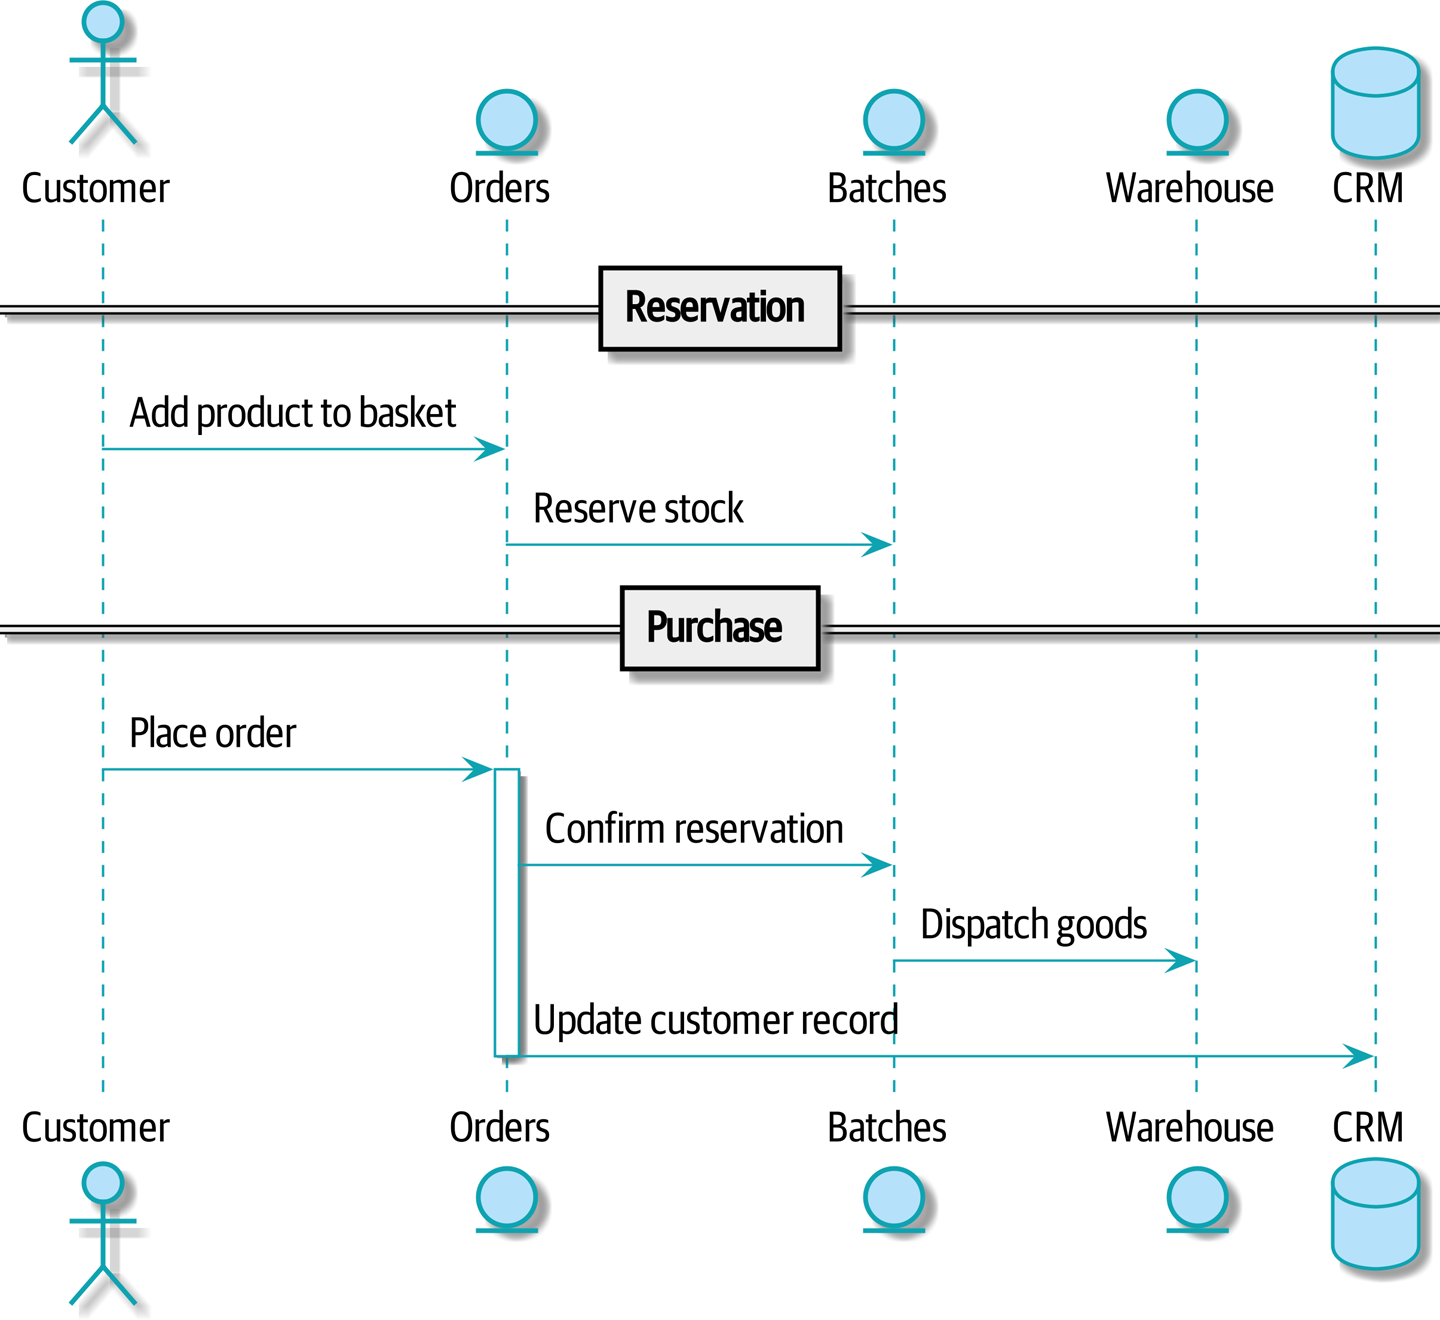 Customer
Orders
Batches
Warehouse
CRM
Reservation
Add product to basket
Reserve stock
Purchase
Place order
Confirm reservation
Dispatch goods
Update customer record
Customer
Orders
Batches
Warehouse
CRM